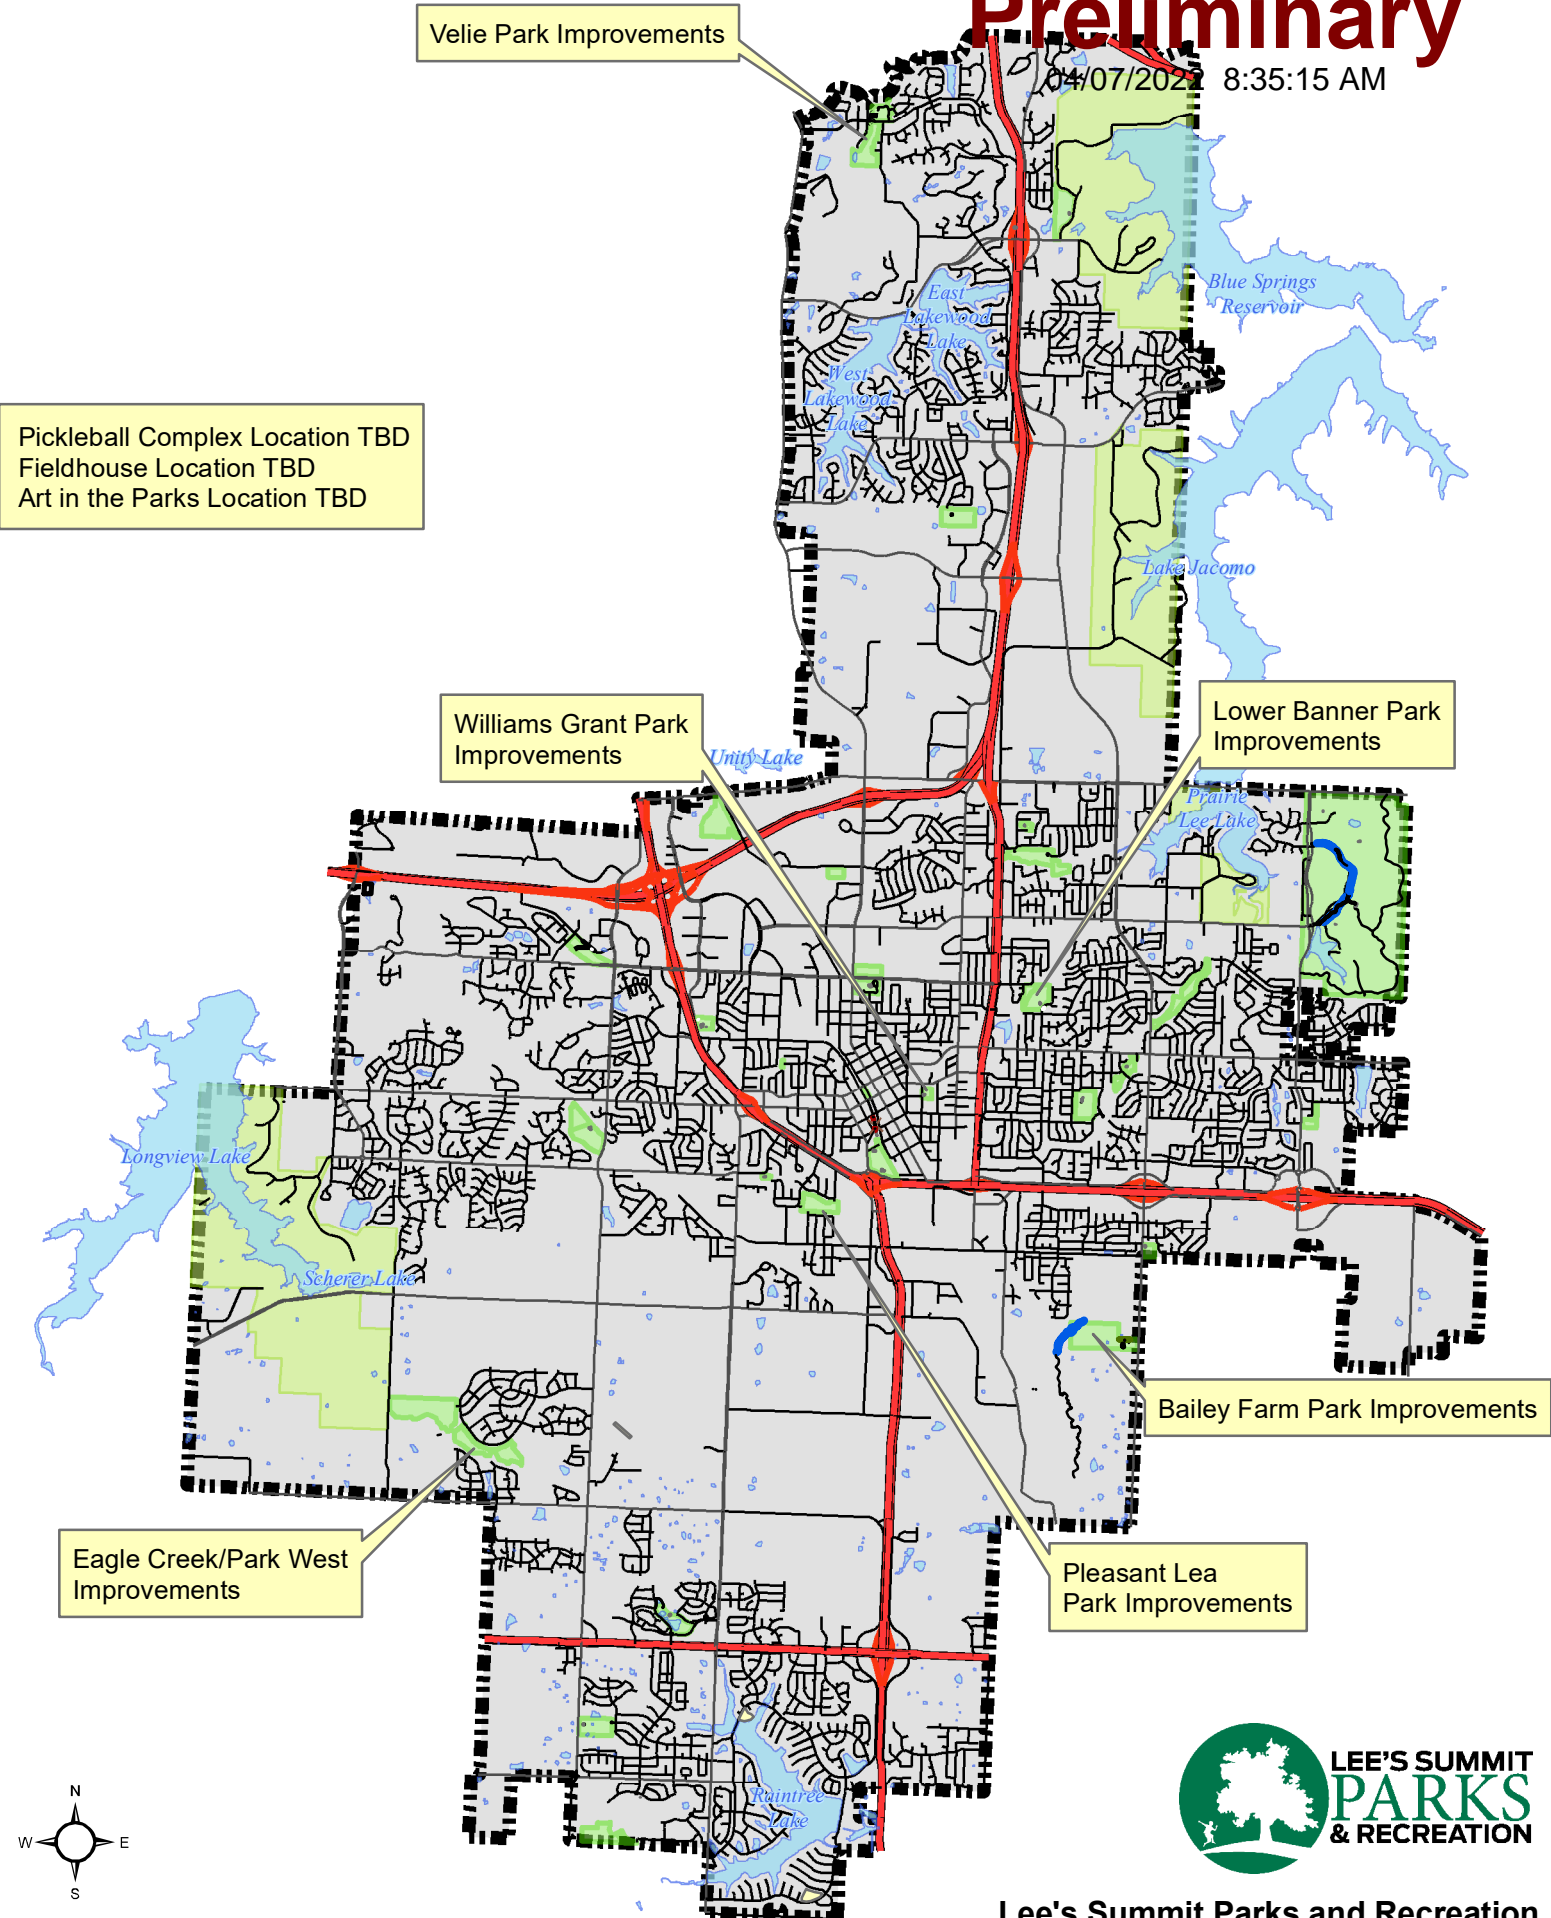 Preliminary
04/07/2022 8:35:15 AM
Velie Park Improvements
Blue Springs
Reservoir
East
Lakewood
Lake
West
Lakewood
Lake
Pickleball Complex Location TBD
Fieldhouse Location TBD
Art in the Parks Location TBD
Lake Jacomo
Williams Grant Park
Improvements
Unity Lake
Lower Banner Park
Improvements
Prairie
Lee Lake
Longview Lake
Scherer Lake
Bailey Farm Park Improvements
Eagle Creek/Park West
Improvements
Pleasant Lea
Park Improvements
Raintree
Lake
N
W
E
S
LEE'S SUMMIT
PARKS
& RECREATION
Lee's Summit Parks and Recreation